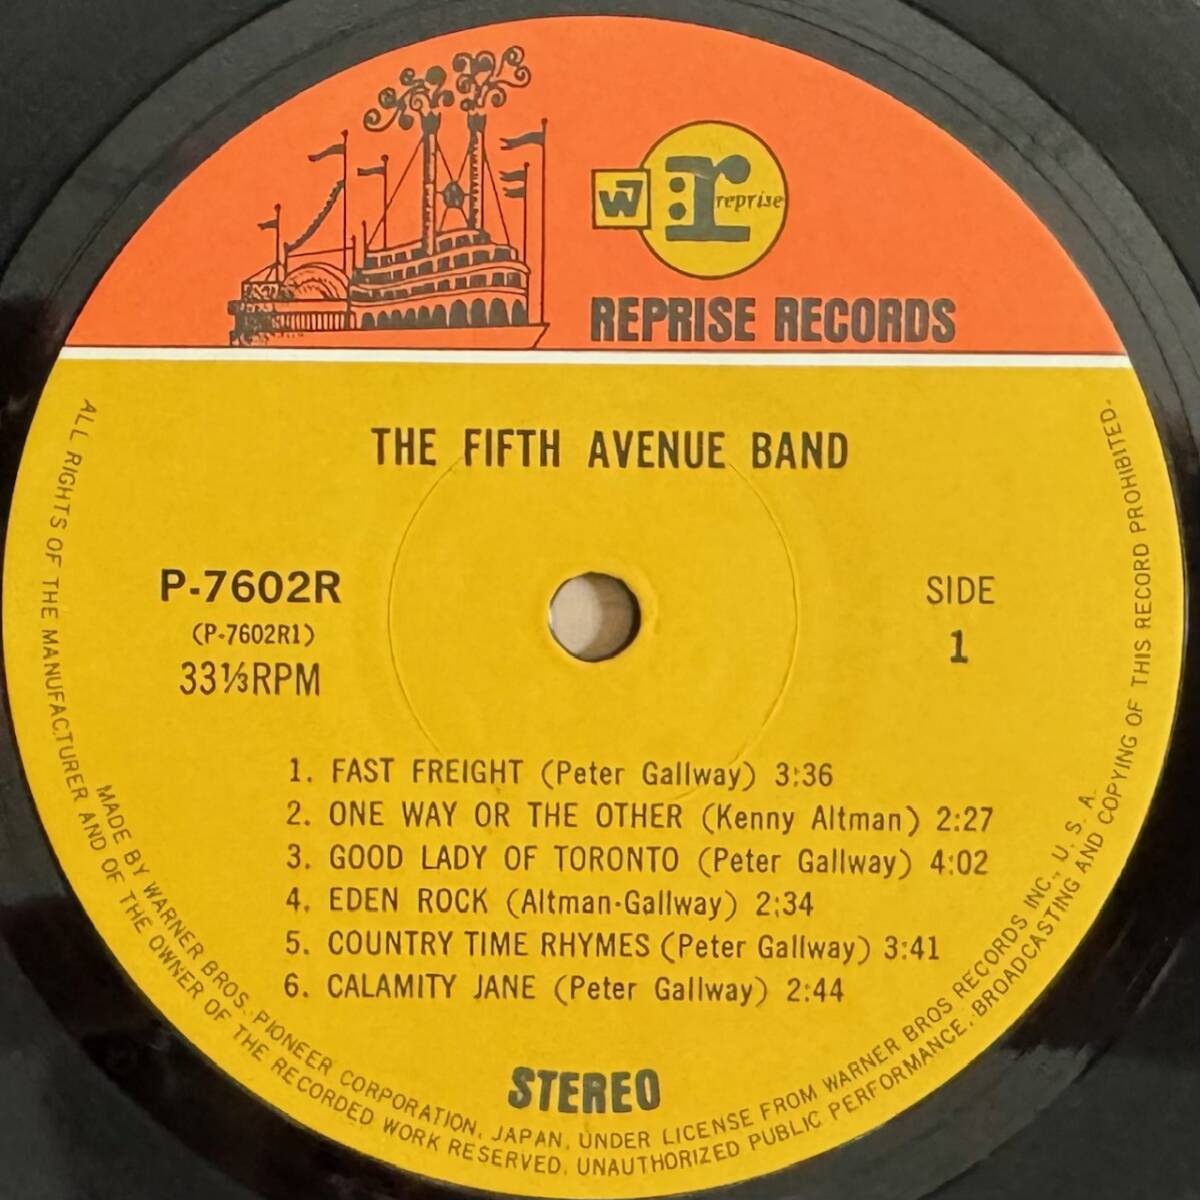 W7
r reprise
REPRISE RECORDS
THE FIFTH AVENUE BAND
P-7602R
(P-7602R1)
33⅓RPM
SIDE
1
1. FAST FREIGHT (Peter Gallway) 3:36
2. ONE WAY OR THE OTHER (Kenny Altman) 2:27
3. GOOD LADY OF TORONTO (Peter Gallway) 4:02
4. EDEN ROCK (Altman-Gallway) 2:34
5. COUNTRY TIME RHYMES (Peter Gallway) 3:41
6. CALAMITY JANE (Peter Gallway) 2:44
STEREO
MADE BY WARNER BROS. PIONEER CORPORATION, JAPAN, UNDER LICENSE FROM WARNER BROS RECORDS INC., U. S. A.
ALL RIGHTS OF THE MANUFACTURER AND OF THE OWNER OF THE RECORDED WORK RESERVED. UNAUTHORIZED PUBLIC PERFORMANCE, BROADCASTING AND COPYING OF THIS RECORD PROHIBITED.